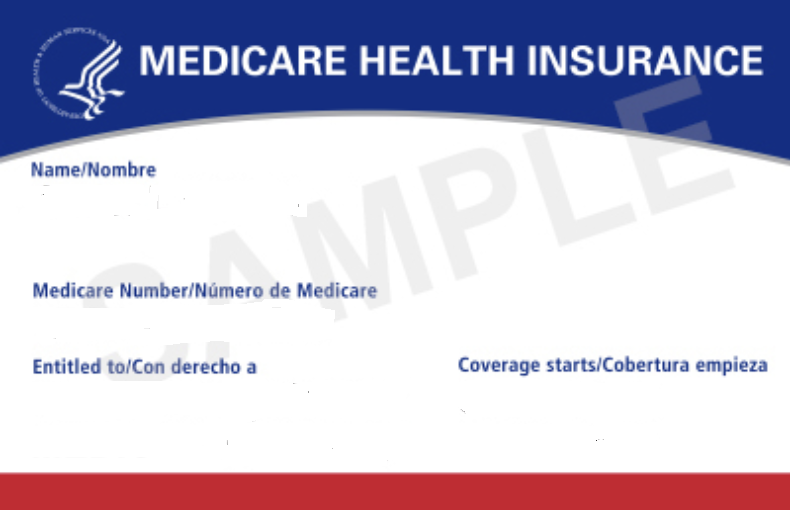 MEDICARE HEALTH INSURANCE
SAMPLE
Name/Nombre
Medicare Number/Número de Medicare
Entitled to/Con derecho a
Coverage starts/Cobertura empieza